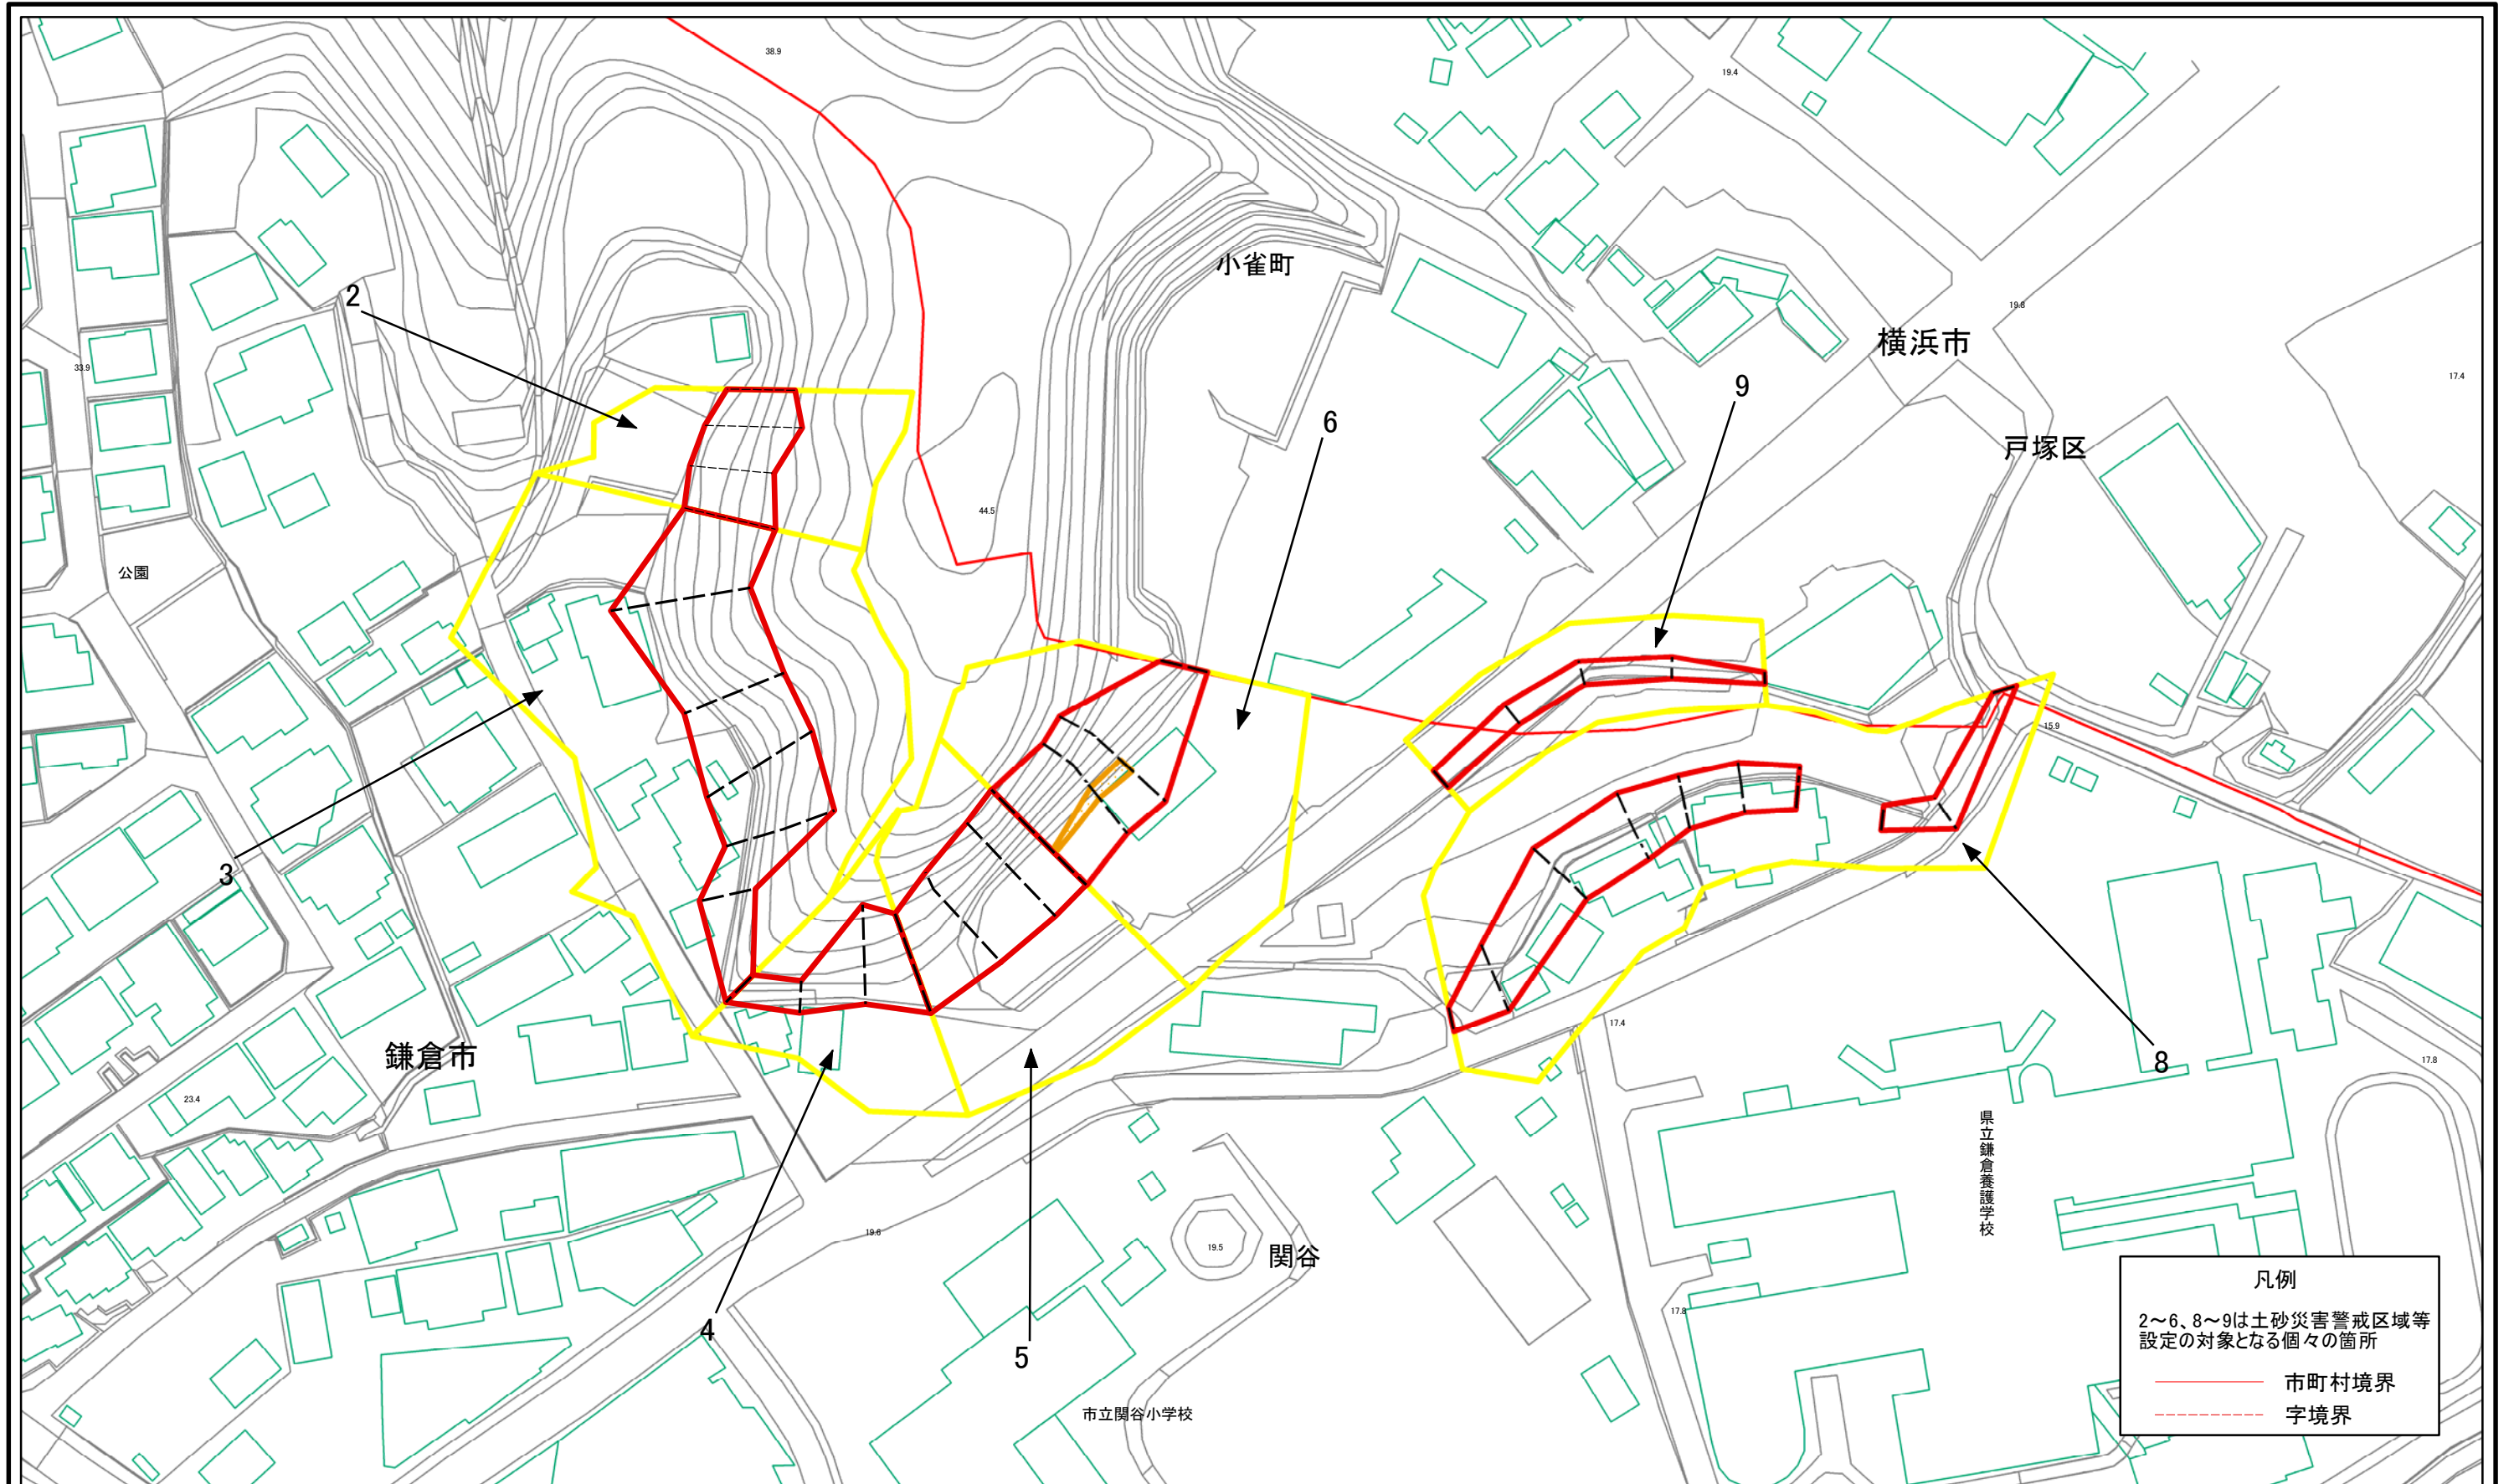 38.9
19.4
小雀町
2
19.8
横浜市
33.9
17.4
9
6
戸塚区
44.5
公園
15.9
3
鎌倉市
17.4
8
17.8
23.4
県立鎌倉養護学校
19.6
19.5
関谷
17.8
4
5
市立関谷小学校
凡例
2～6、8～9は土砂災害警戒区域等
設定の対象となる個々の箇所
市町村境界
字境界